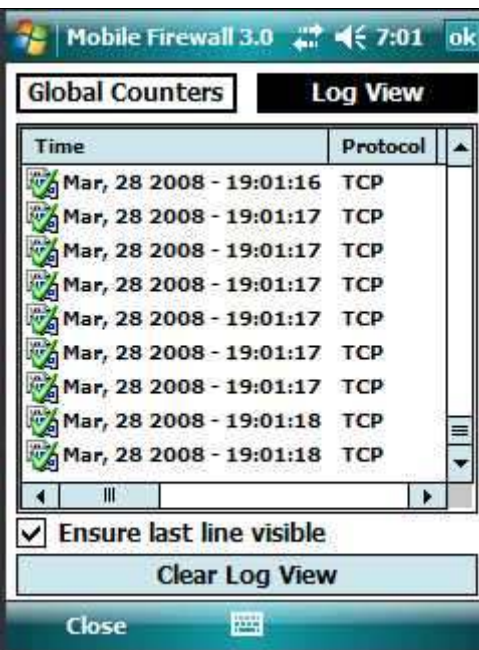 Mobile Firewall 3.0 7:01 ok
Global Counters Log View
Time Protocol
Mar, 28 2008 - 19:01:16 TCP
Mar, 28 2008 - 19:01:17 TCP
Mar, 28 2008 - 19:01:17 TCP
Mar, 28 2008 - 19:01:17 TCP
Mar, 28 2008 - 19:01:17 TCP
Mar, 28 2008 - 19:01:17 TCP
Mar, 28 2008 - 19:01:17 TCP
Mar, 28 2008 - 19:01:18 TCP
Mar, 28 2008 - 19:01:18 TCP
Ensure last line visible
Clear Log View
Close